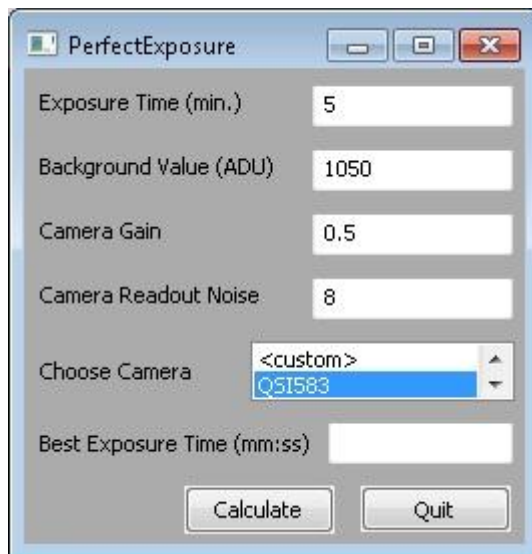 PerfectExposure
Exposure Time (min.) 5
Background Value (ADU) 1050
Camera Gain 0.5
Camera Readout Noise 8
Choose Camera <custom>
QSI583
Best Exposure Time (mm:ss)
Calculate Quit